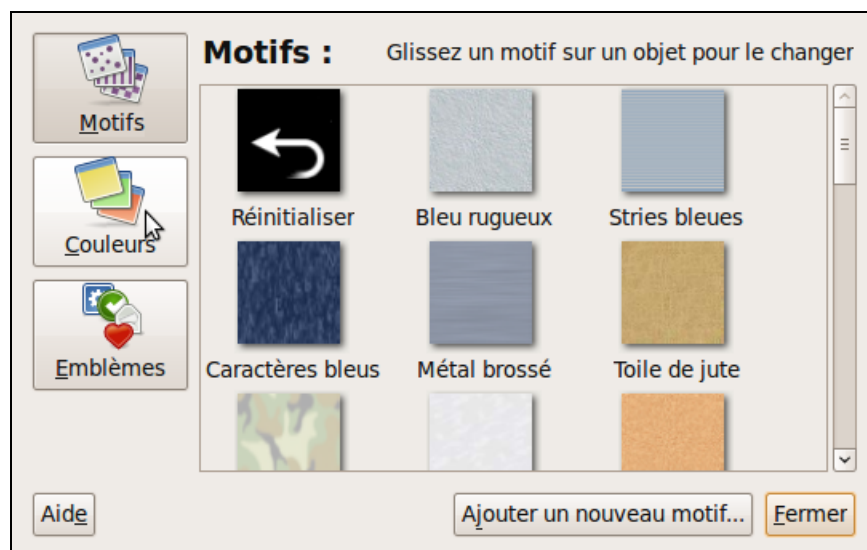 Motifs
Couleurs
Emblèmes
Motifs :
Glissez un motif sur un objet pour le changer
Réinitialiser
Bleu rugueux
Stries bleues
Caractères bleus
Métal brossé
Toile de jute
Aide
Ajouter un nouveau motif...
Fermer